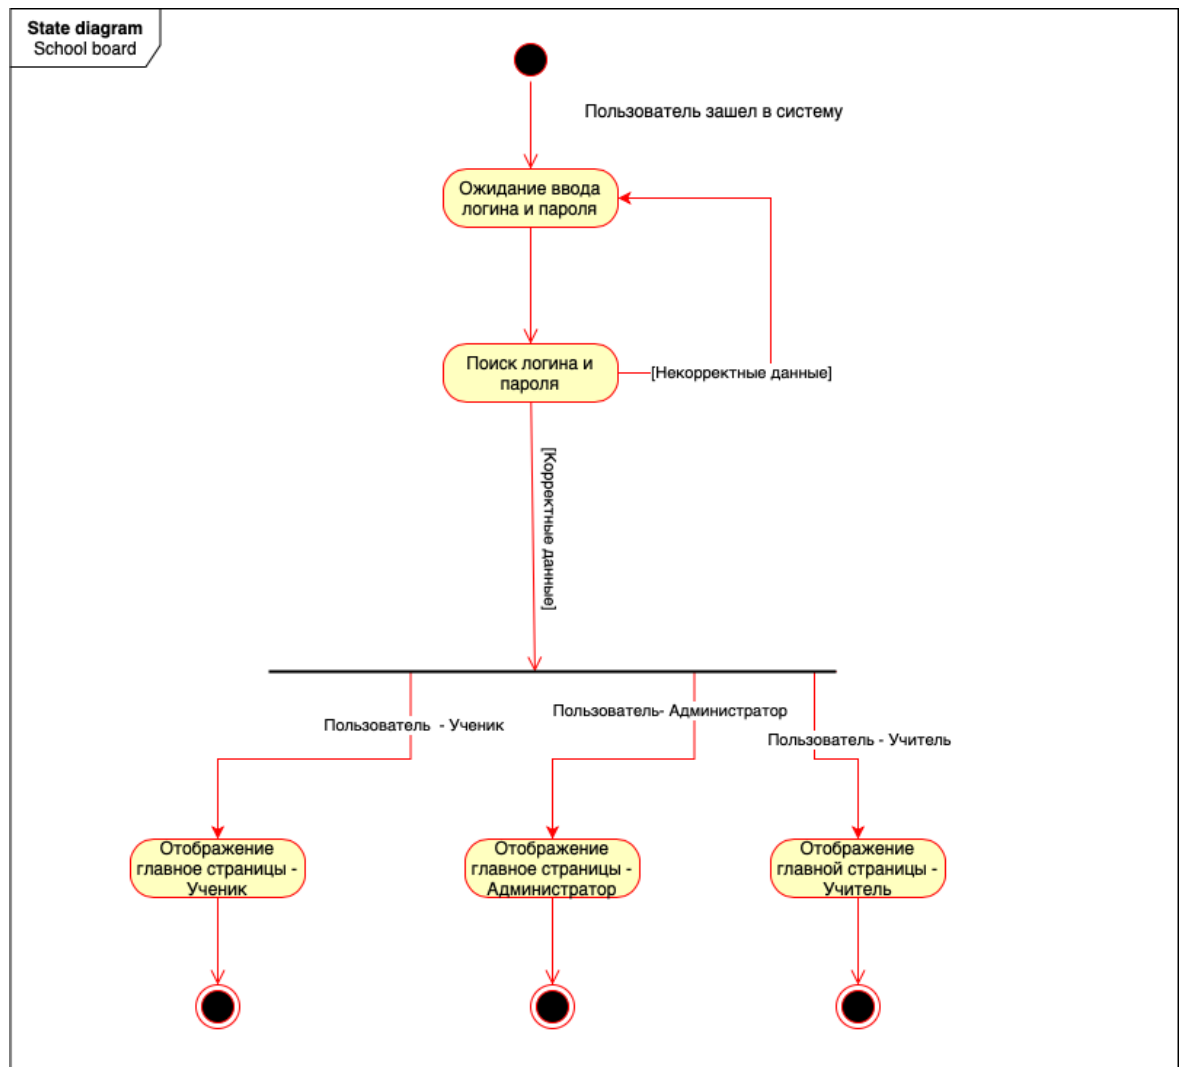 State diagram
School board
Пользователь зашел в систему
Ожидание ввода
логина и пароля
Поиск логина и
пароля
[Некорректные данные]
[Корректные данные]
Пользователь - Ученик
Пользователь- Администратор
Пользователь - Учитель
Отображение
главное страницы -
Ученик
Отображение
главное страницы -
Администратор
Отображение
главной страницы -
Учитель